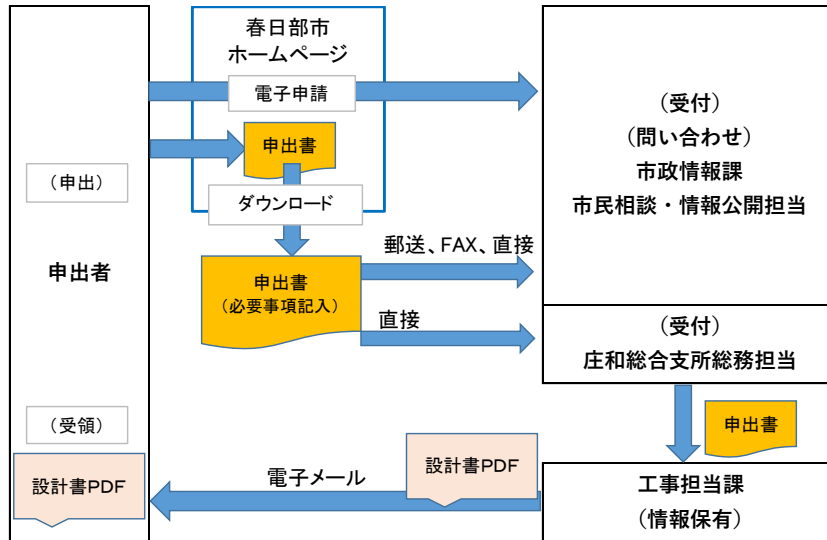 春日部市
ホームページ
電子申請
申出書
ダウンロード
(申出)
申出者
申出書
(必要事項記入)
郵送、FAX、直接
直接
(受付)
(問い合わせ)
市政情報課
市民相談・情報公開担当
(受付)
庄和総合支所総務担当
申出書
工事担当課
(情報保有)
設計書PDF
電子メール
(受領)
設計書PDF